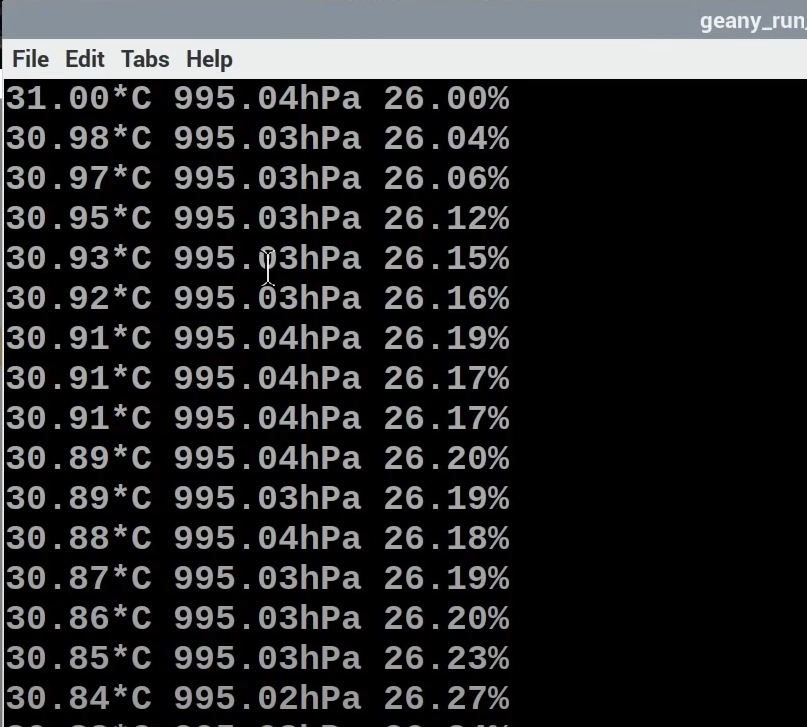 geany_run_
File Edit Tabs Help
31.00*C 995.04hPa 26.00%
30.98*C 995.03hPa 26.04%
30.97*C 995.03hPa 26.06%
30.95*C 995.03hPa 26.12%
30.93*C 995.03hPa 26.15%
30.92*C 995.03hPa 26.16%
30.91*C 995.04hPa 26.19%
30.91*C 995.04hPa 26.17%
30.91*C 995.04hPa 26.17%
30.89*C 995.04hPa 26.20%
30.89*C 995.03hPa 26.19%
30.88*C 995.04hPa 26.18%
30.87*C 995.03hPa 26.19%
30.86*C 995.03hPa 26.20%
30.85*C 995.03hPa 26.23%
30.84*C 995.02hPa 26.27%